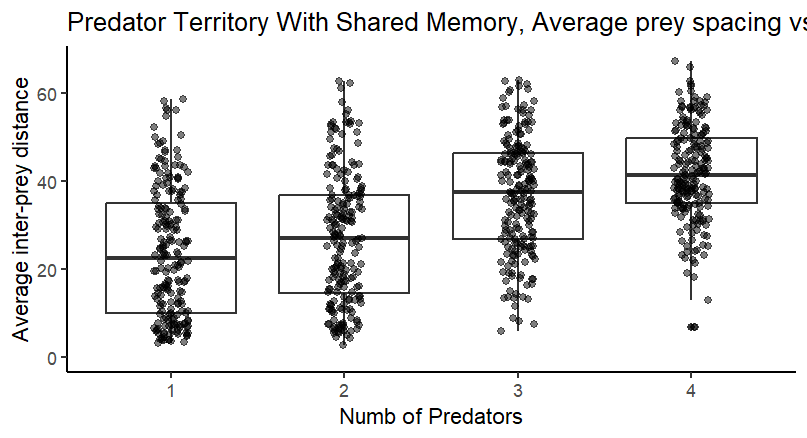 Predator Territory With Shared Memory, Average prey spacing vs
Average inter-prey distance
60
40
20
0
1 2 3 4
Numb of Predators